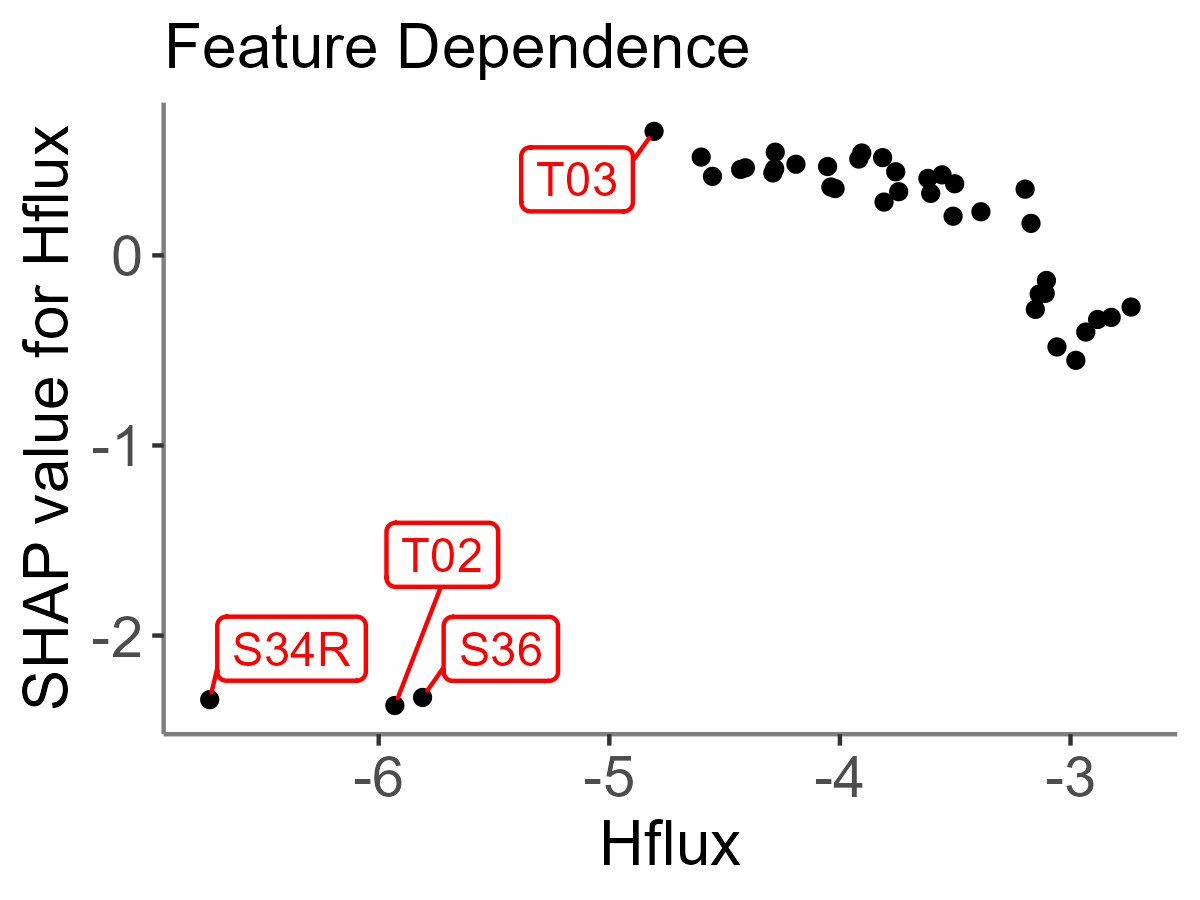 Feature Dependence
SHAP value for Hflux
0
-1
-2
T03
T02
S34R
S36
-6
-5
-4
-3
Hflux